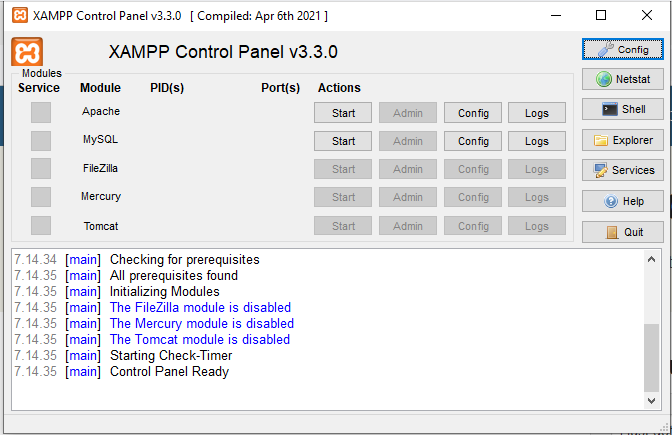 XAMPP Control Panel v3.3.0 [ Compiled: Apr 6th 2021 ]
XAMPP Control Panel v3.3.0
Config
Modules
Service Module PID(s) Port(s) Actions
Netstat
Apache Start Admin Config Logs
Shell
MySQL Start Admin Config Logs
Explorer
FileZilla Start Admin Config Logs
Services
Mercury Start Admin Config Logs
Help
Tomcat Start Admin Config Logs
Quit
7.14.34 [main] Checking for prerequisites
7.14.35 [main] All prerequisites found
7.14.35 [main] Initializing Modules
7.14.35 [main] The FileZilla module is disabled
7.14.35 [main] The Mercury module is disabled
7.14.35 [main] The Tomcat module is disabled
7.14.35 [main] Starting Check-Timer
7.14.35 [main] Control Panel Ready